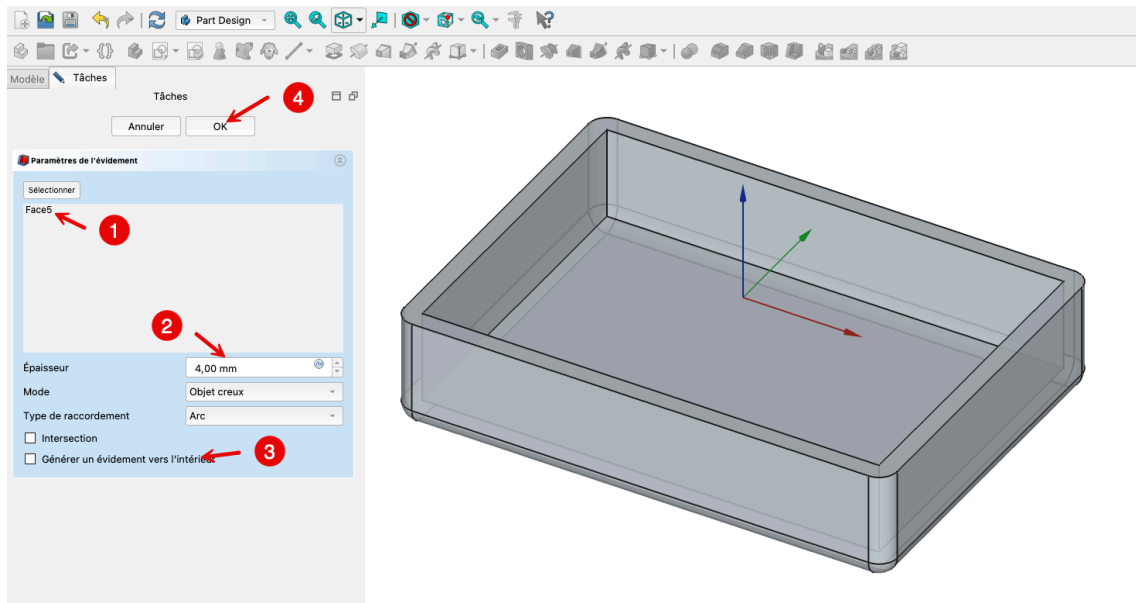 Part Design
Modèle
Tâches
Tâches
4
Annuler
OK
Paramètres de l'évidement
Sélectionner
Face5
1
2
Épaisseur
4,00 mm
Mode
Objet creux
Type de raccordement
Arc
Intersection
Générer un évidement vers l'intérieur
3